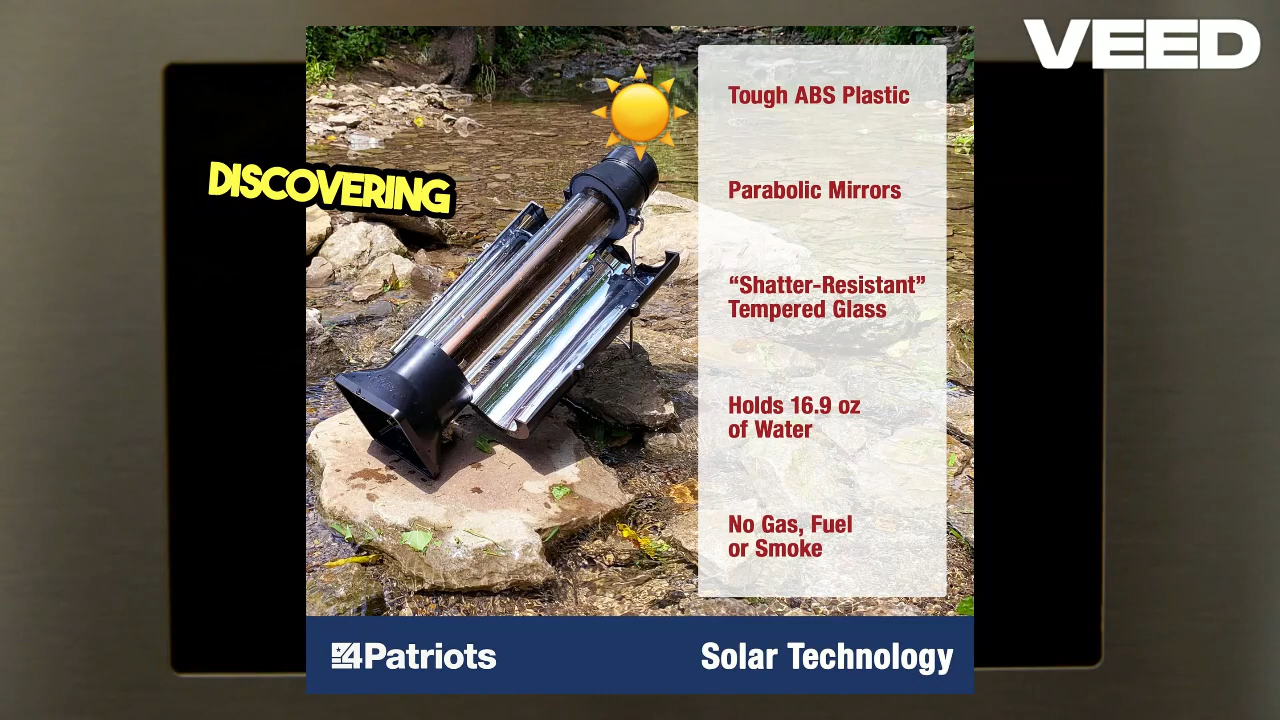 VEED
DISCOVERING
Tough ABS Plastic
Parabolic Mirrors
“Shatter-Resistant”
Tempered Glass
Holds 16.9 oz
of Water
No Gas, Fuel
or Smoke
4Patriots
Solar Technology